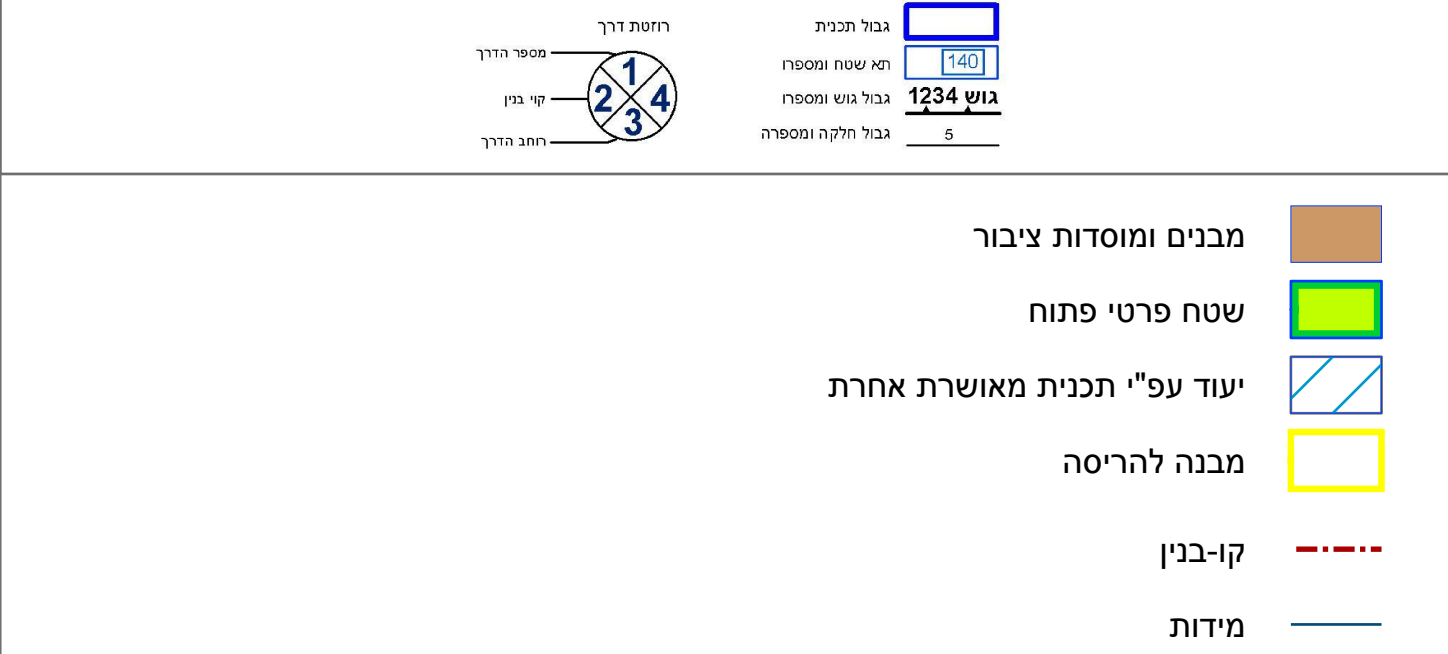 גבול תכנית
תא שטח ומספרו
140
גבול גוש ומספרו
גוש 1234
גבול חלקה ומספרה
5
רוזטת דרך
מספר הדרך
קוי בנין
רוחב הדרך
1
2
4
3
מבנים ומוסדות ציבור
שטח פרטי פתוח
יעוד עפ"י תכנית מאושרת אחרת
מבנה להריסה
קו-בנין
מידות